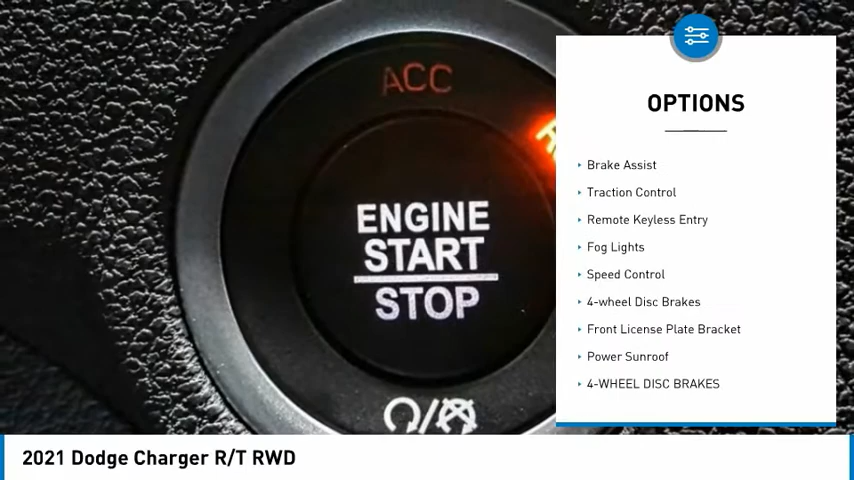 ACC
ENGINE
START
STOP
OPTIONS
Brake Assist
Traction Control
Remote Keyless Entry
Fog Lights
Speed Control
4-wheel Disc Brakes
Front License Plate Bracket
Power Sunroof
4-WHEEL DISC BRAKES
2021 Dodge Charger R/T RWD